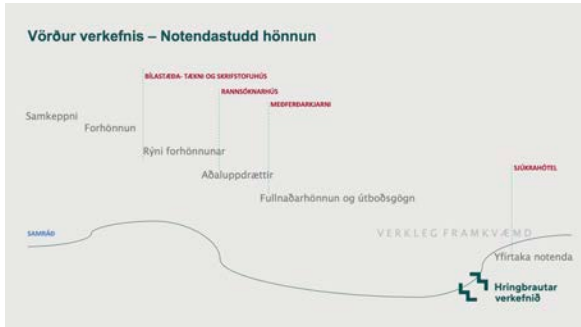 Vörður verkefnis – Notendastudd hönnun
BÍLASTÆÐA- TÆKNI OG SKRIFSTOFUHÚS
RANNSÓKNARHÚS
MEÐFERÐARKJARNI
Samkeppni
Forhönnun
Rýni forhönnunar
Aðaluppdrættir
Fullnaðarhönnun og útboðsgögn
SJÚKRAHÓTEL
SAMRÁÐ
VERKLEG FRAMKVÆMD
Yfirtaka notenda
Hringbrautar
verkefnið